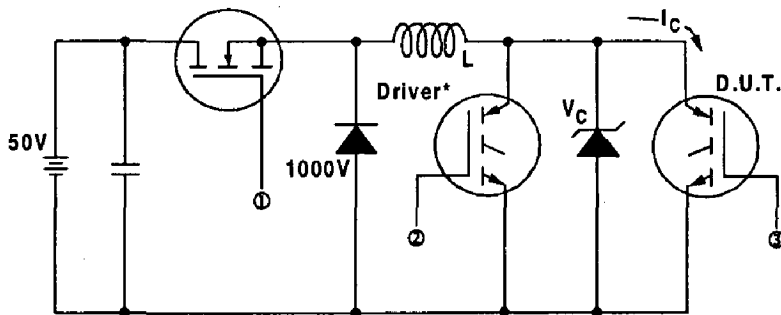 I_C
L
Driver*
D.U.T.
V_C
50V
1000V
①
②
③